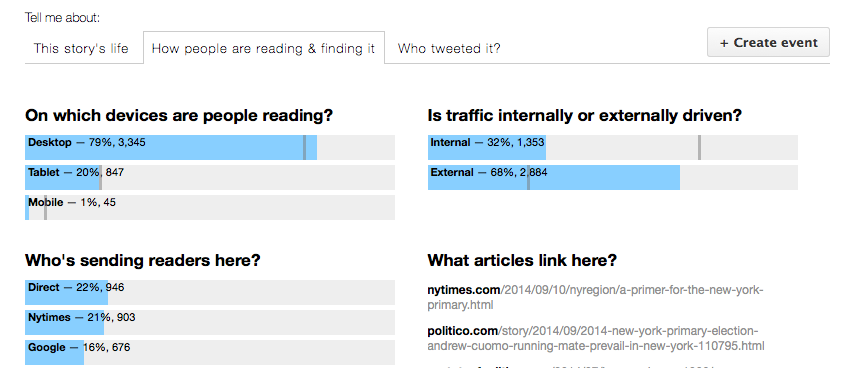 Tell me about:
This story's life
How people are reading & finding it
Who tweeted it?
+ Create event
On which devices are people reading?
Desktop — 79%, 3,345
Tablet — 20%, 847
Mobile — 1%, 45
Is traffic internally or externally driven?
Internal — 32%, 1,353
External — 68%, 2,884
Who's sending readers here?
Direct — 22%, 946
Nytimes — 21%, 903
Google — 16%, 676
What articles link here?
nytimes.com/2014/09/10/nyregion/a-primer-for-the-new-york-
primary.html
politico.com/story/2014/09/2014-new-york-primary-election-
andrew-cuomo-running-mate-prevail-in-new-york-110795.html